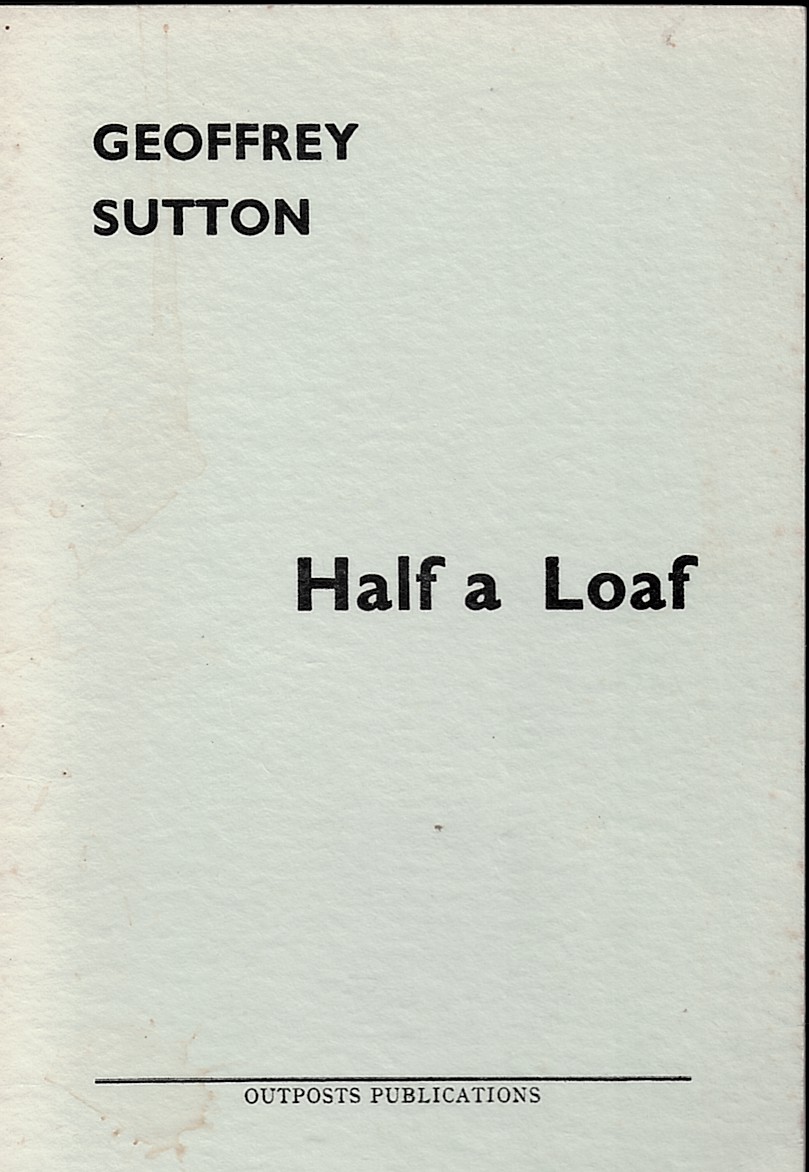 GEOFFREY
SUTTON
Half a Loaf
OUTPOSTS PUBLICATIONS